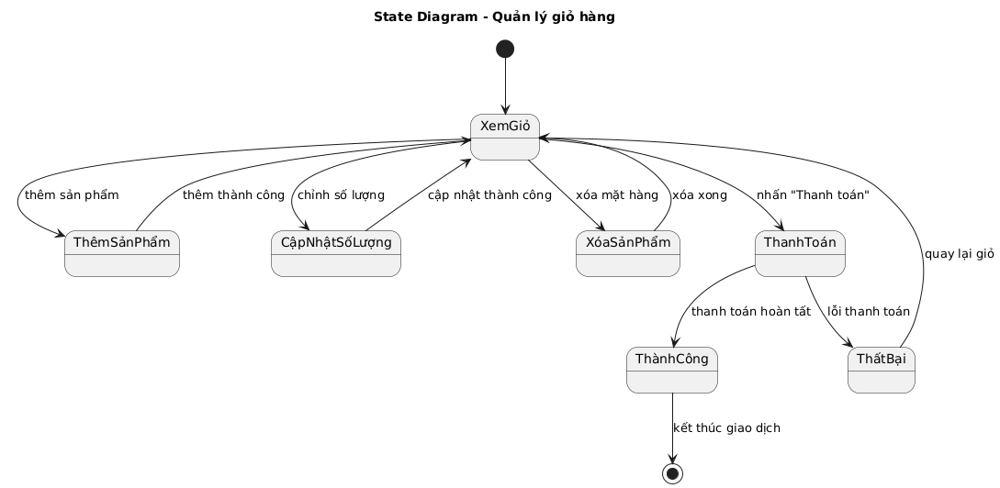 State Diagram - Quản lý giỏ hàng
XemGiỏ
thêm sản phẩm
thêm thành công
chỉnh số lượng
cập nhật thành công
xóa mặt hàng
xóa xong
nhấn "Thanh toán"
ThêmSảnPhẩm
CậpNhậtSốLượng
XóaSảnPhẩm
ThanhToán
quay lại giỏ
thanh toán hoàn tất
lỗi thanh toán
ThànhCông
ThấtBại
kết thúc giao dịch